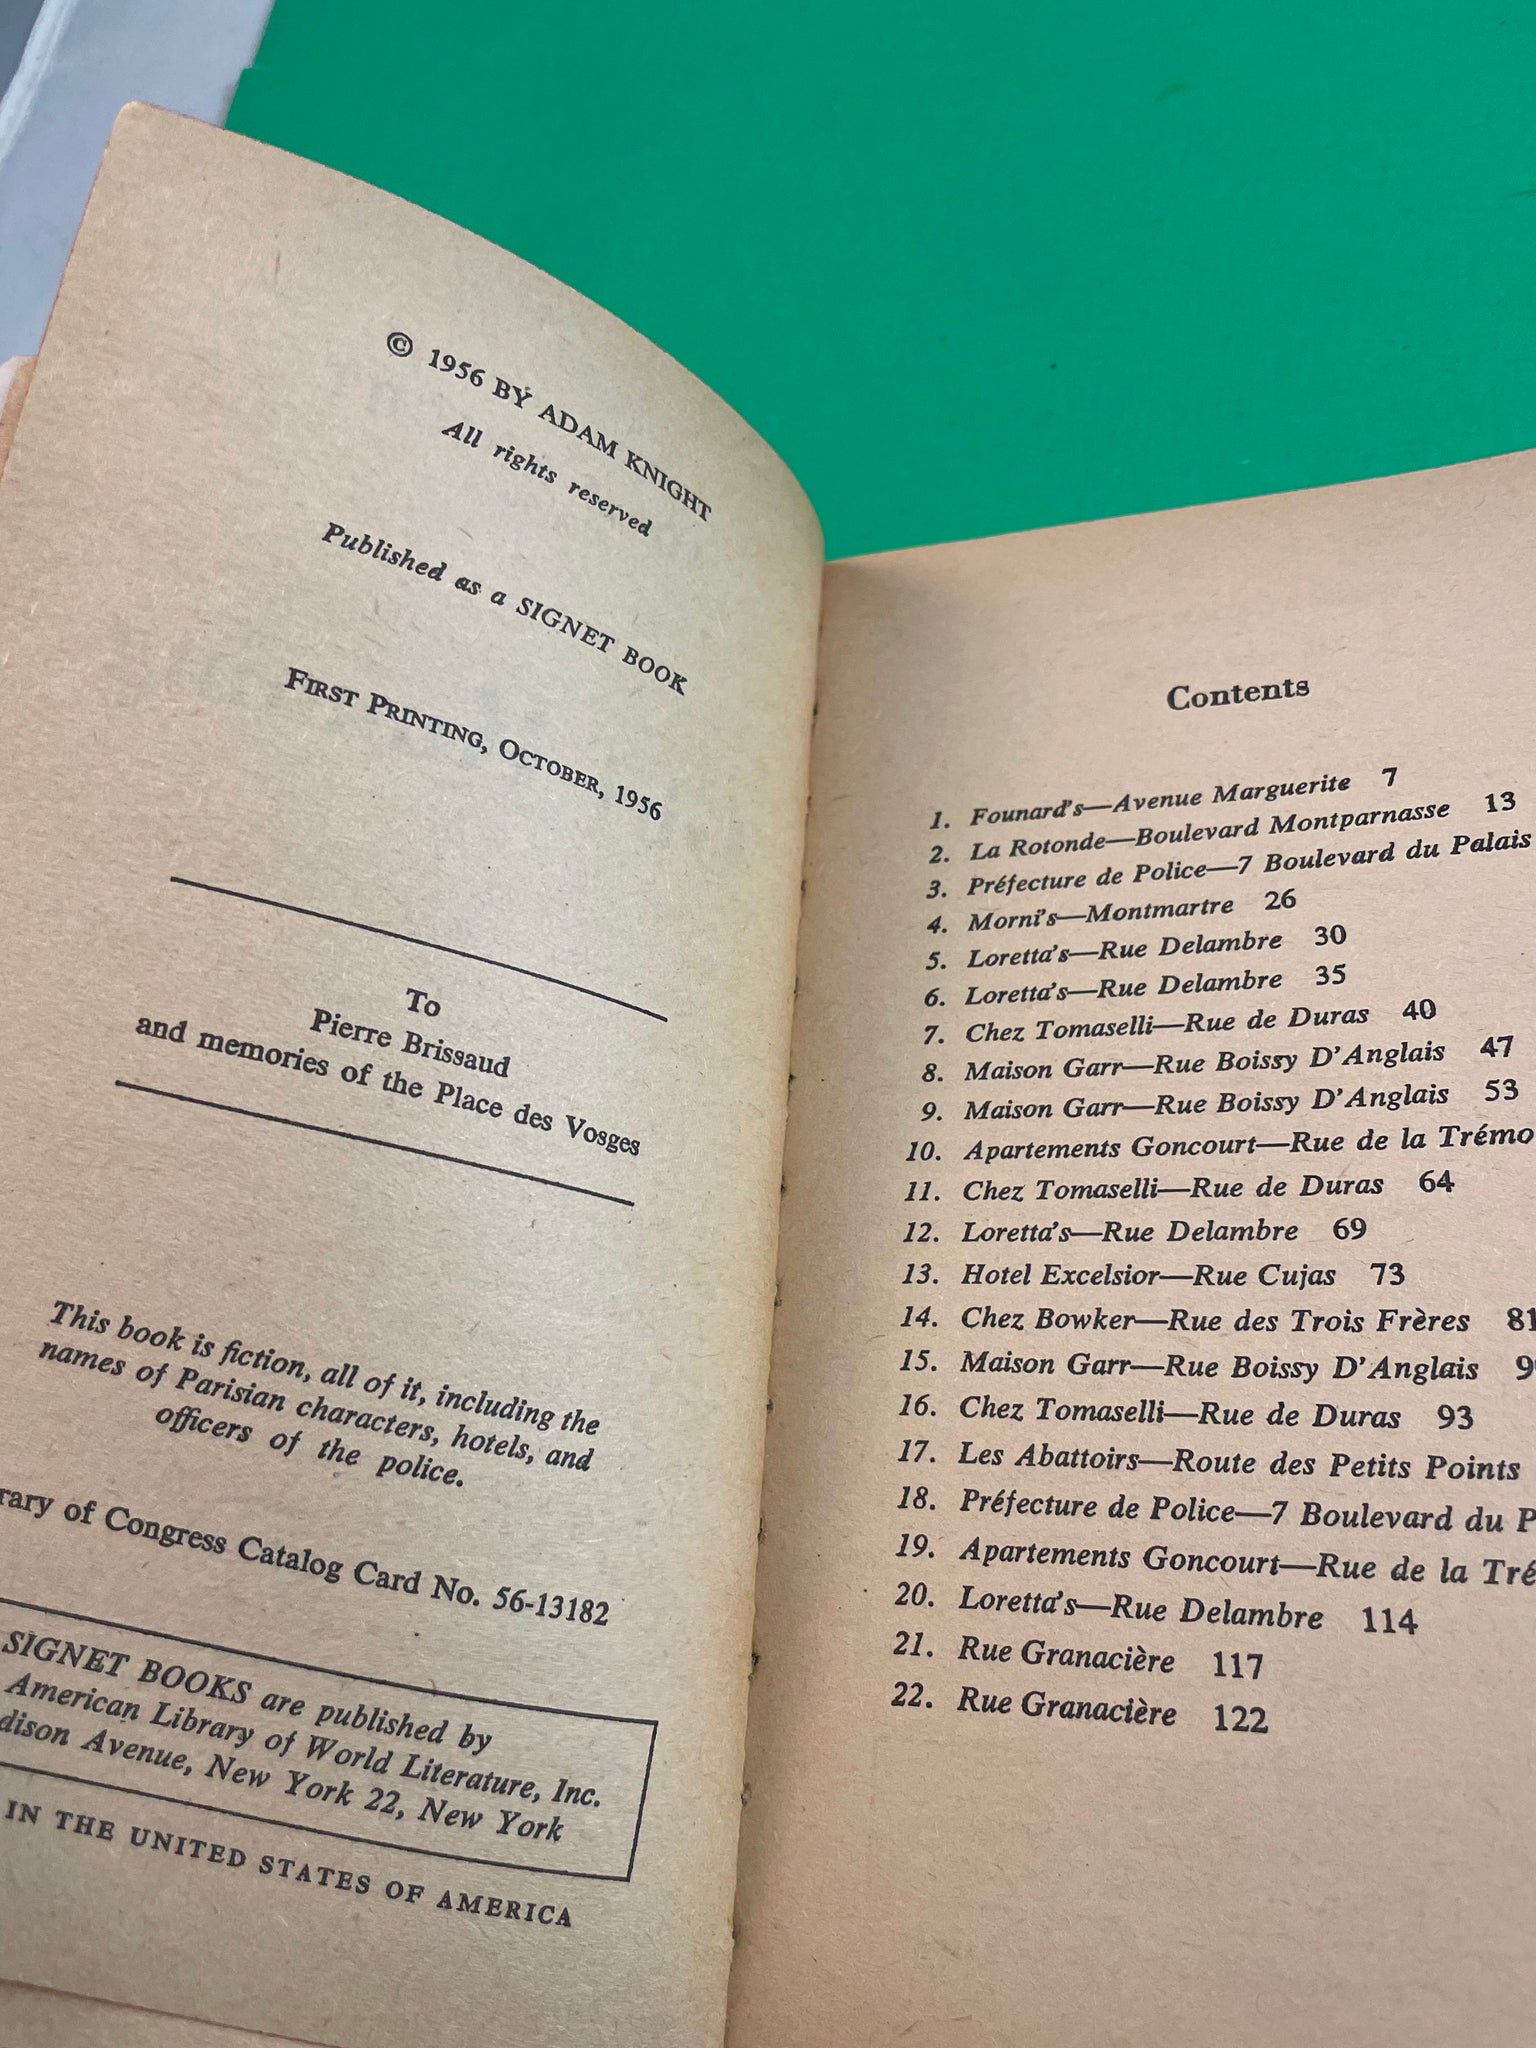 © 1956 BY ADAM KNIGHT
All rights reserved
Published as a SIGNET BOOK
FIRST PRINTING, OCTOBER, 1956
To
Pierre Brissaud
and memories of the Place des Vosges
This book is fiction, all of it, including the
names of Parisian characters, hotels, and
officers of the police.
of Congress Catalog Card No. 56-13182
SIGNET BOOKS are published by
American Library of World Literature, Inc.
Avenue, New York 22, New York
IN THE UNITED STATES OF AMERICA
Contents
1. Founard's—Avenue Marguerite 7
2. La Rotonde—Boulevard Montparnasse 13
3. Préfecture de Police—7 Boulevard du Palais
4. Morni's—Montmartre 26
5. Loretta's—Rue Delambre 30
6. Loretta's—Rue Delambre 35
7. Chez Tomaselli—Rue de Duras 40
8. Maison Garr—Rue Boissy D'Anglais 47
9. Maison Garr—Rue Boissy D'Anglais 53
10. Apartements Goncourt—Rue de la
11. Chez Tomaselli—Rue de Duras 64
12. Loretta's—Rue Delambre 69
13. Hotel Excelsior—Rue Cujas 73
14. Chez Bowker—Rue des Trois Frères 81
15. Maison Garr—Rue Boissy D'Anglais
16. Chez Tomaselli—Rue de Duras 93
17. Les Abattoirs—Route des Petits Points
18. Préfecture de Police—7 Boulevard du
19. Apartements Goncourt—Rue de la
20. Loretta's—Rue Delambre 114
21. Rue Granacière 117
22. Rue Granacière 122